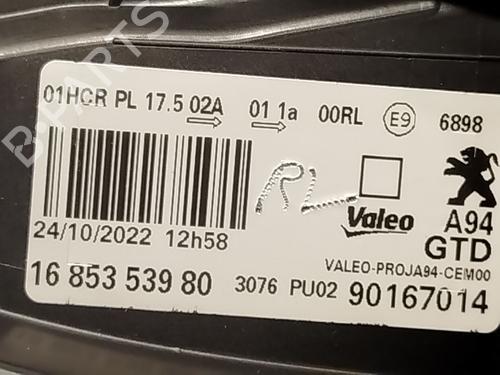 01HCR PL 17.5 02A 01 1a 00RL E9 6898
RL
Valeo A94
GTD
24/10/2022 12h58
VALEO-PROJA94-CEM00
16 853 539 80 3076 PU02 90167014